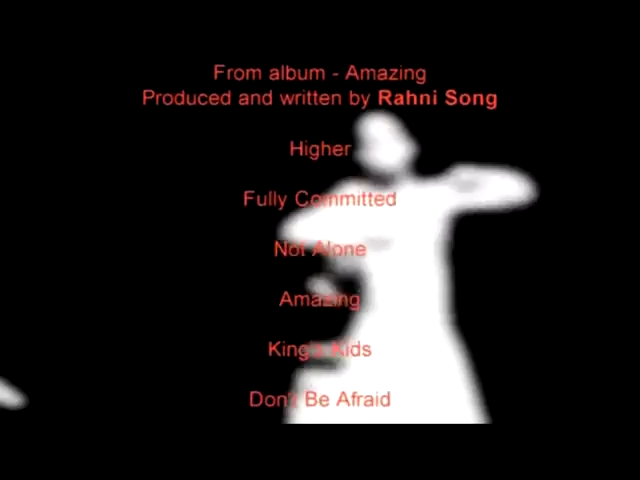 From album - Amazing
Produced and written by Rahni Song
Higher
Fully Committed
Not Alone
Amazing
King's Kids
Don't Be Afraid